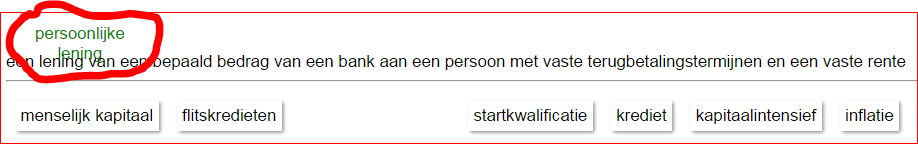 persoonlijke
lening
een lening van een bepaald bedrag van een bank aan een persoon met vaste terugbetalingstermijnen en een vaste rente
menselijk kapitaal flitskredieten startkwalificatie krediet kapitaalintensief inflatie